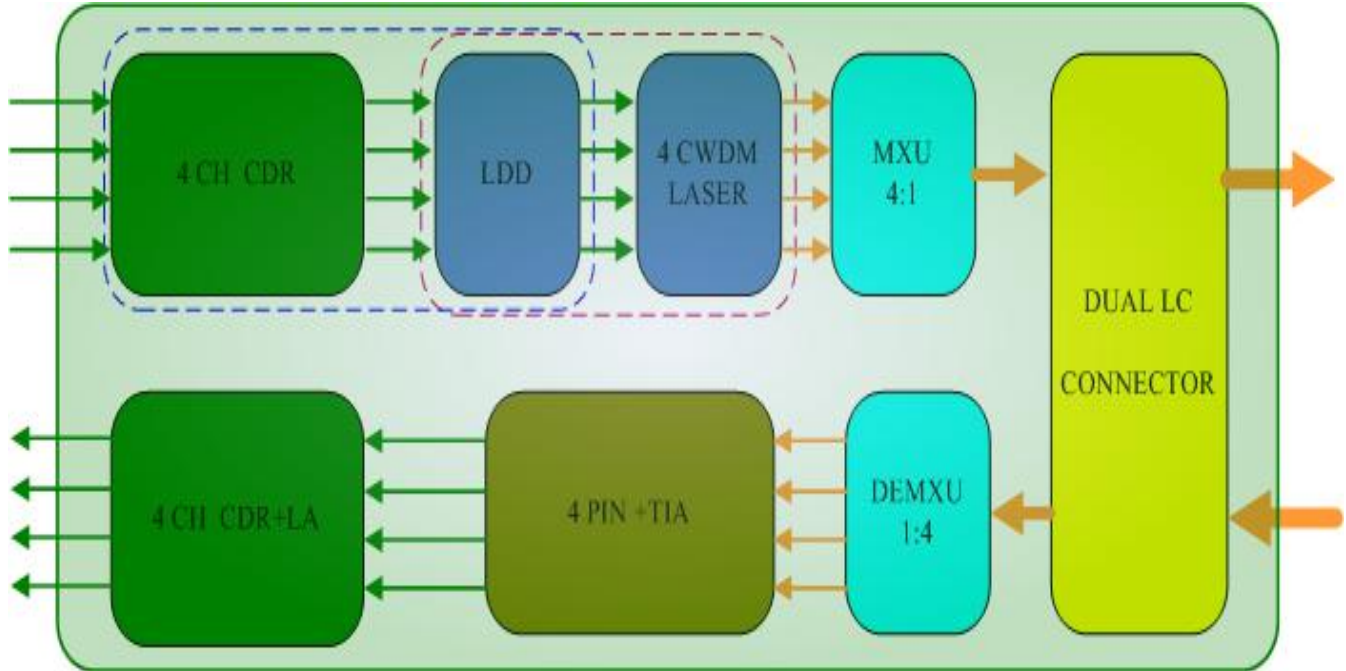 4 CH CDR
LDD
4 CWDM
LASER
MXU
4:1
DUAL LC
CONNECTOR
4 CH CDR+LA
4 PIN +TIA
DEMXU
1:4